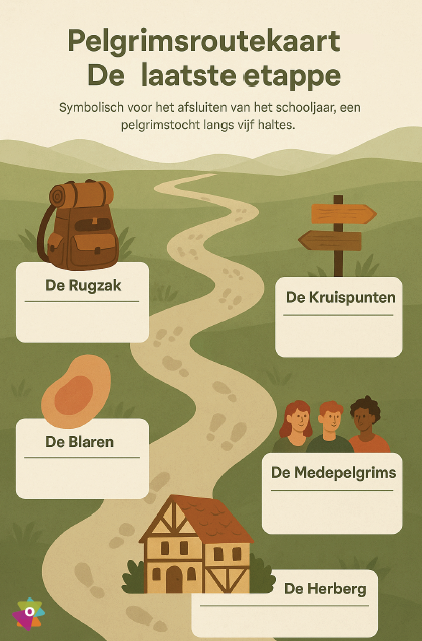 Pelgrimsroutekaart
De laatste etappe
Symbolisch voor het afsluiten van het schooljaar, een
pelgrimstocht langs vijf haltes.
De Rugzak
De Kruispunten
De Blaren
De Medepelgrims
De Herberg